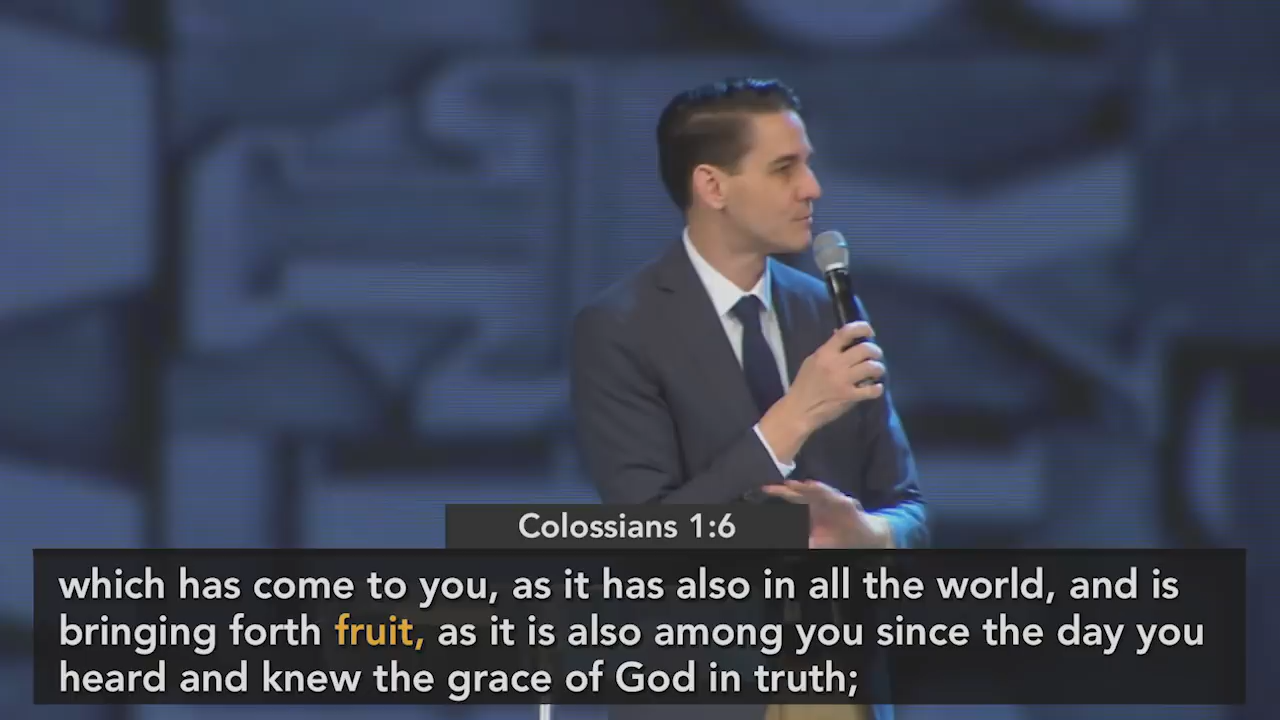 Colossians 1:6
which has come to you, as it has also in all the world, and is
bringing forth fruit, as it is also among you since the day you
heard and knew the grace of God in truth;